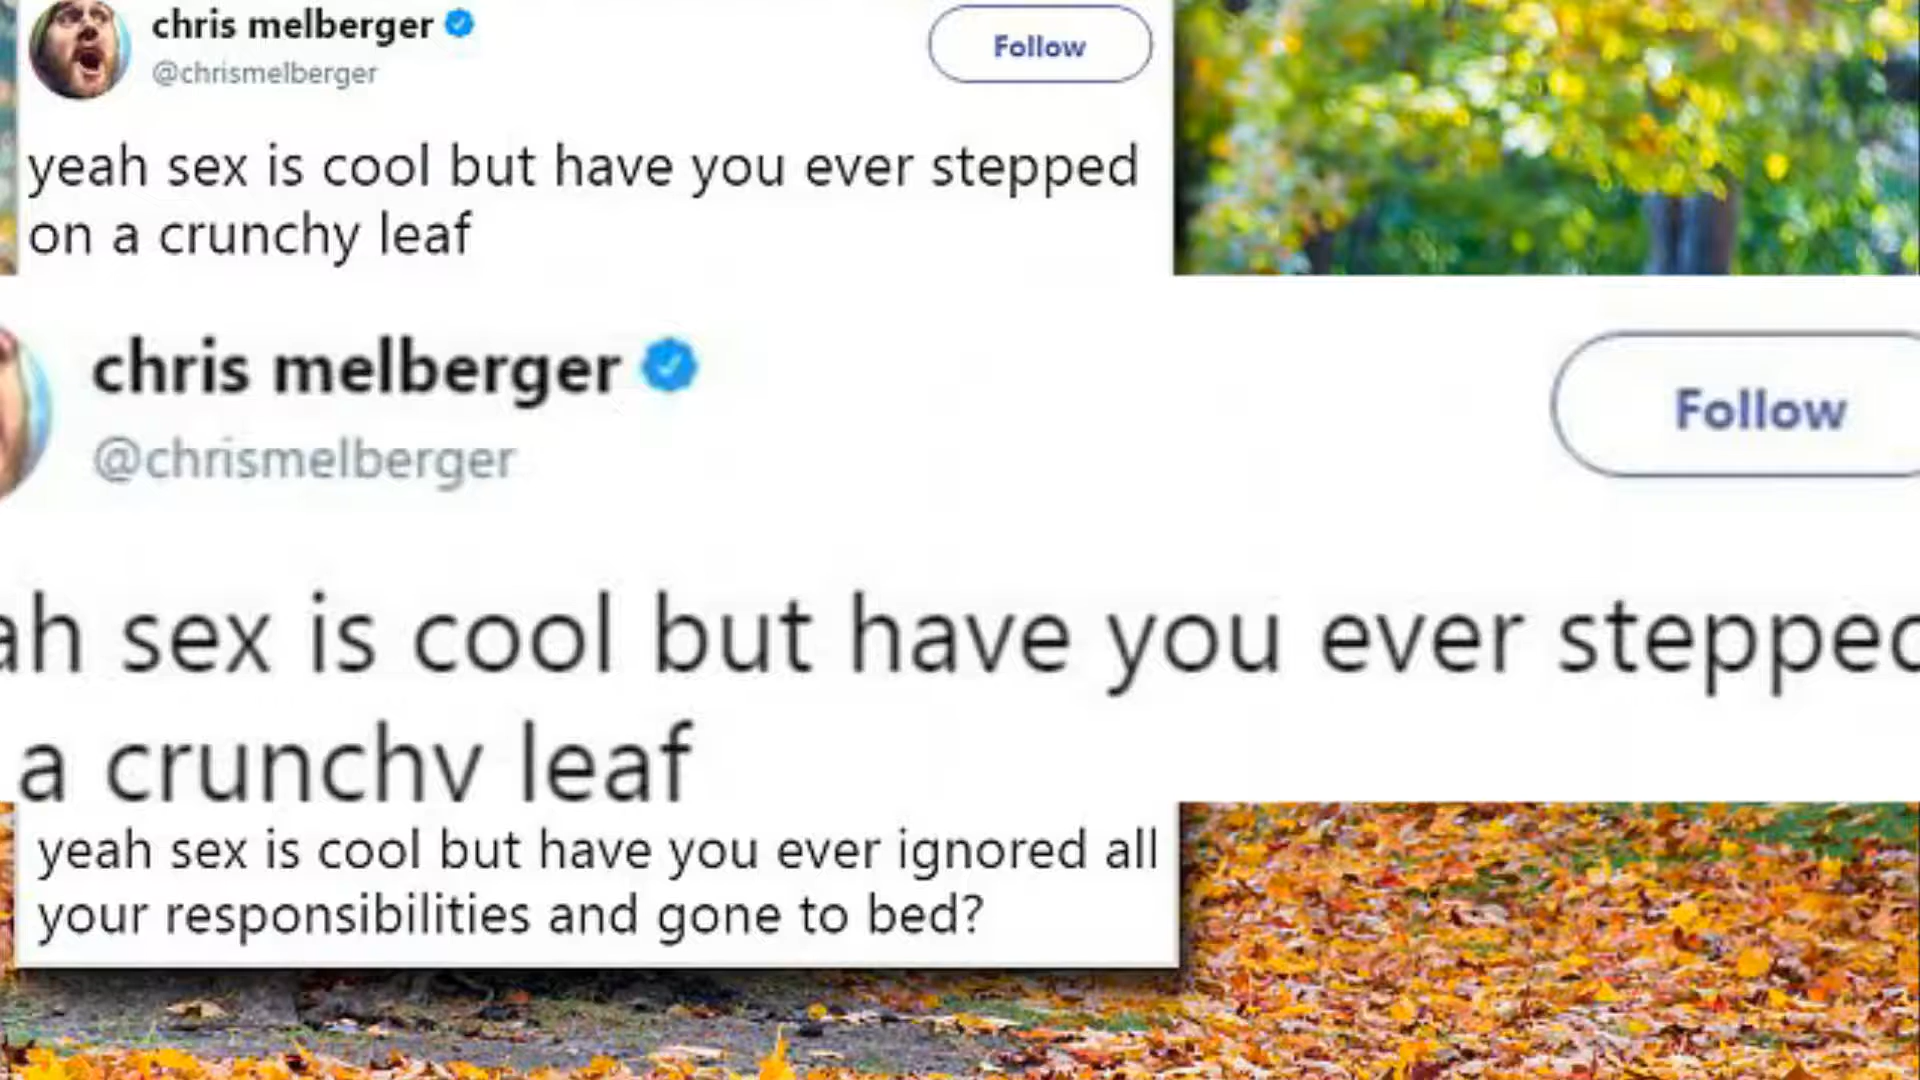 chris melberger
@chrismelberger
Follow
yeah sex is cool but have you ever stepped
on a crunchy leaf
chris melberger
@chrismelberger
Follow
ah sex is cool but have you ever stepped
a crunchy leaf
yeah sex is cool but have you ever ignored all
your responsibilities and gone to bed?